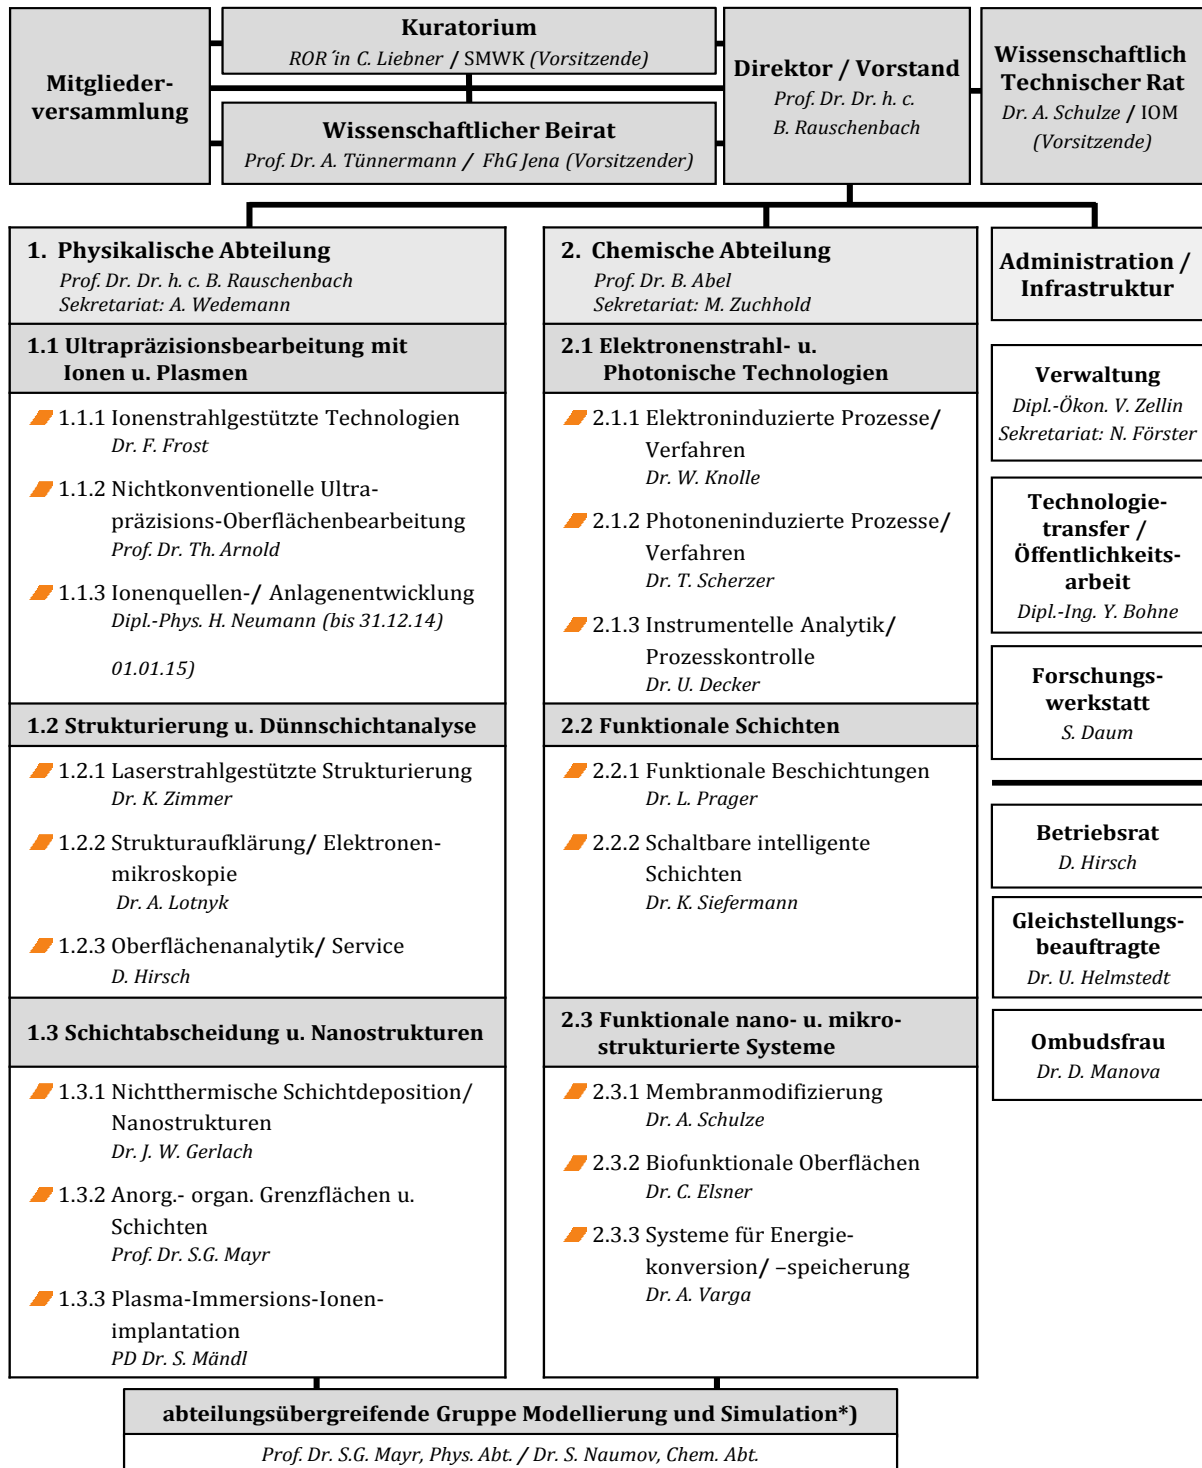 Mitglieder-
versammlung
Kuratorium
ROR´in C. Liebner / SMWK (Vorsitzende)
Wissenschaftlicher Beirat
Prof. Dr. A. Tünnermann / FhG Jena (Vorsitzender)
Direktor / Vorstand
Prof. Dr. Dr. h. c.
B. Rauschenbach
Wissenschaftlich
Technischer Rat
Dr. A. Schulze / IOM
(Vorsitzende)
1. Physikalische Abteilung
Prof. Dr. Dr. h. c. B. Rauschenbach
Sekretariat: A. Wedemann
1.1 Ultrapräzisionsbearbeitung mit
Ionen u. Plasmen
1.1.1 Ionenstrahlgestützte Technologien
Dr. F. Frost
1.1.2 Nichtkonventionelle Ultra-
präzisions-Oberflächenbearbeitung
Prof. Dr. Th. Arnold
1.1.3 Ionenquellen-/ Anlagenentwicklung
Dipl.-Phys. H. Neumann (bis 31.12.14)
01.01.15)
1.2 Strukturierung u. Dünnschichtanalyse
1.2.1 Laserstrahlgestützte Strukturierung
Dr. K. Zimmer
1.2.2 Strukturaufklärung/ Elektronen-
mikroskopie
Dr. A. Lotnyk
1.2.3 Oberflächenanalytik/ Service
D. Hirsch
1.3 Schichtabscheidung u. Nanostrukturen
1.3.1 Nichtthermische Schichtdeposition/
Nanostrukturen
Dr. J. W. Gerlach
1.3.2 Anorg.- organ. Grenzflächen u.
Schichten
Prof. Dr. S.G. Mayr
1.3.3 Plasma-Immersions-Ionen-
implantation
PD Dr. S. Mändl
2. Chemische Abteilung
Prof. Dr. B. Abel
Sekretariat: M. Zuchhold
2.1 Elektronenstrahl- u.
Photonische Technologien
2.1.1 Elektroninduzierte Prozesse/
Verfahren
Dr. W. Knolle
2.1.2 Photoneninduzierte Prozesse/
Verfahren
Dr. T. Scherzer
2.1.3 Instrumentelle Analytik/
Prozesskontrolle
Dr. U. Decker
2.2 Funktionale Schichten
2.2.1 Funktionale Beschichtungen
Dr. L. Prager
2.2.2 Schaltbare intelligente
Schichten
Dr. K. Siefermann
2.3 Funktionale nano- u. mikro-
strukturierte Systeme
2.3.1 Membranmodifizierung
Dr. A. Schulze
2.3.2 Biofunktionale Oberflächen
Dr. C. Elsner
2.3.3 Systeme für Energie-
konversion/ –speicherung
Dr. A. Varga
Administration /
Infrastruktur
Verwaltung
Dipl.-Ökon. V. Zellin
Sekretariat: N. Förster
Technologie-
transfer /
Öffentlichkeits-
arbeit
Dipl.-Ing. Y. Bohne
Forschungs-
werkstatt
S. Daum
Betriebsrat
D. Hirsch
Gleichstellungs-
beauftragte
Dr. U. Helmstedt
Ombudsfrau
Dr. D. Manova
abteilungsübergreifende Gruppe Modellierung und Simulation*)
Prof. Dr. S.G. Mayr, Phys. Abt. / Dr. S. Naumov, Chem. Abt.